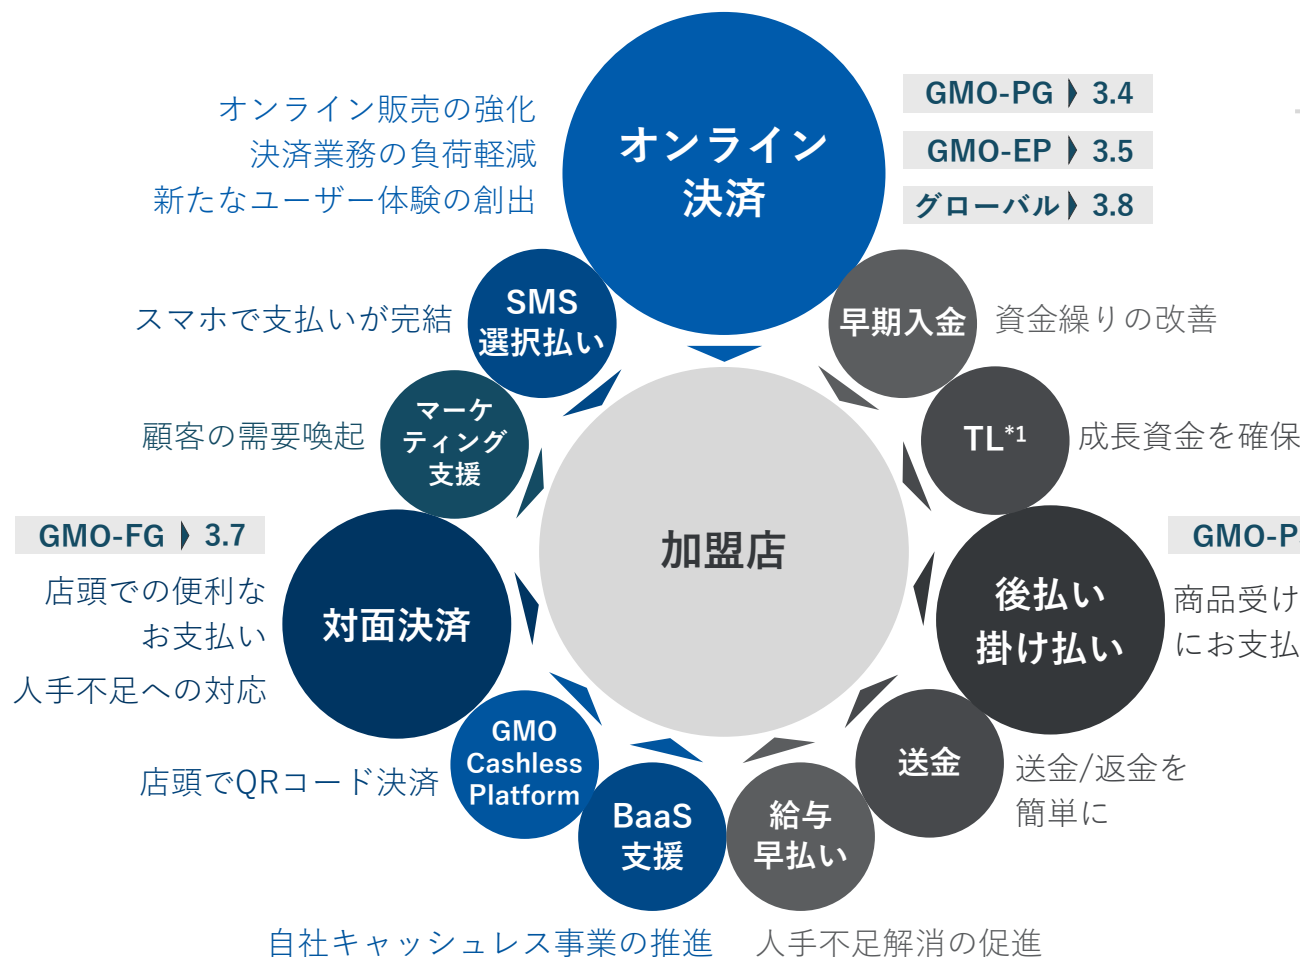 オンライン販売の強化
決済業務の負荷軽減
新たなユーザー体験の創出
オンライン
決済
GMO-PG 3.4
GMO-EP 3.5
グローバル 3.8
スマホで支払いが完結
SMS
選択払い
早期入金
資金繰りの改善
顧客の需要喚起
マーケ
ティング
支援
TL*1
成長資金を確保
加盟店
GMO-FG 3.7
店頭での便利な
お支払い
人手不足への対応
対面決済
後払い
掛け払い
GMO-P
商品受け
にお支払
店頭でQRコード決済
GMO
Cashless
Platform
BaaS
支援
給与
早払い
送金
送金/返金を
簡単に
自社キャッシュレス事業の推進
人手不足解消の促進